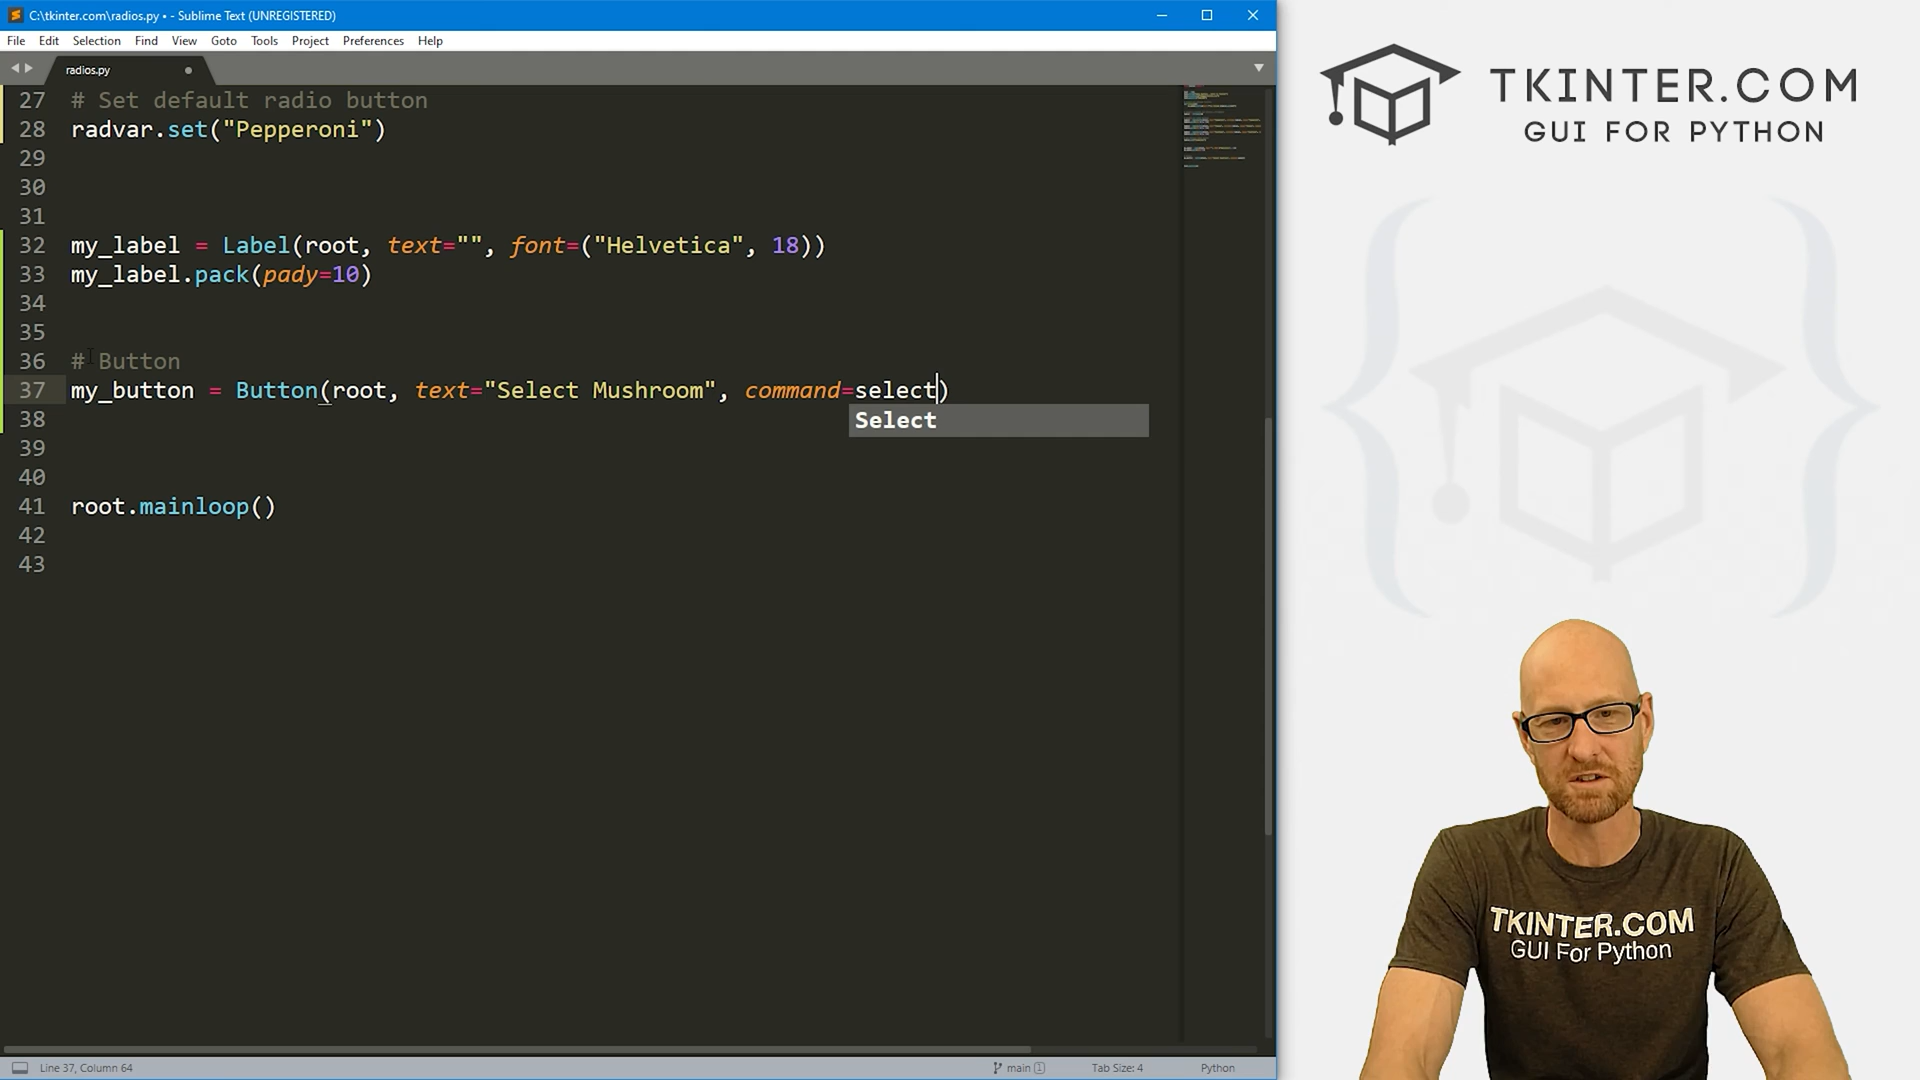 C:\tkinter.com\radios.py • - Sublime Text (UNREGISTERED)
File Edit Selection Find View Goto Tools Project Preferences Help
radios.py
27 # Set default radio button
28 radvar.set("Pepperoni")
29
30
31
32 my_label = Label(root, text="", font=("Helvetica", 18))
33 my_label.pack(pady=10)
34
35
36 # Button
37 my_button = Button(root, text="Select Mushroom", command=select)
Select
38
39
40
41 root.mainloop()
42
43
Line 37, Column 64
main 1
Tab Size: 4
Python
TKINTER.COM
GUI FOR PYTHON
TKINTER.COM
GUI For Python